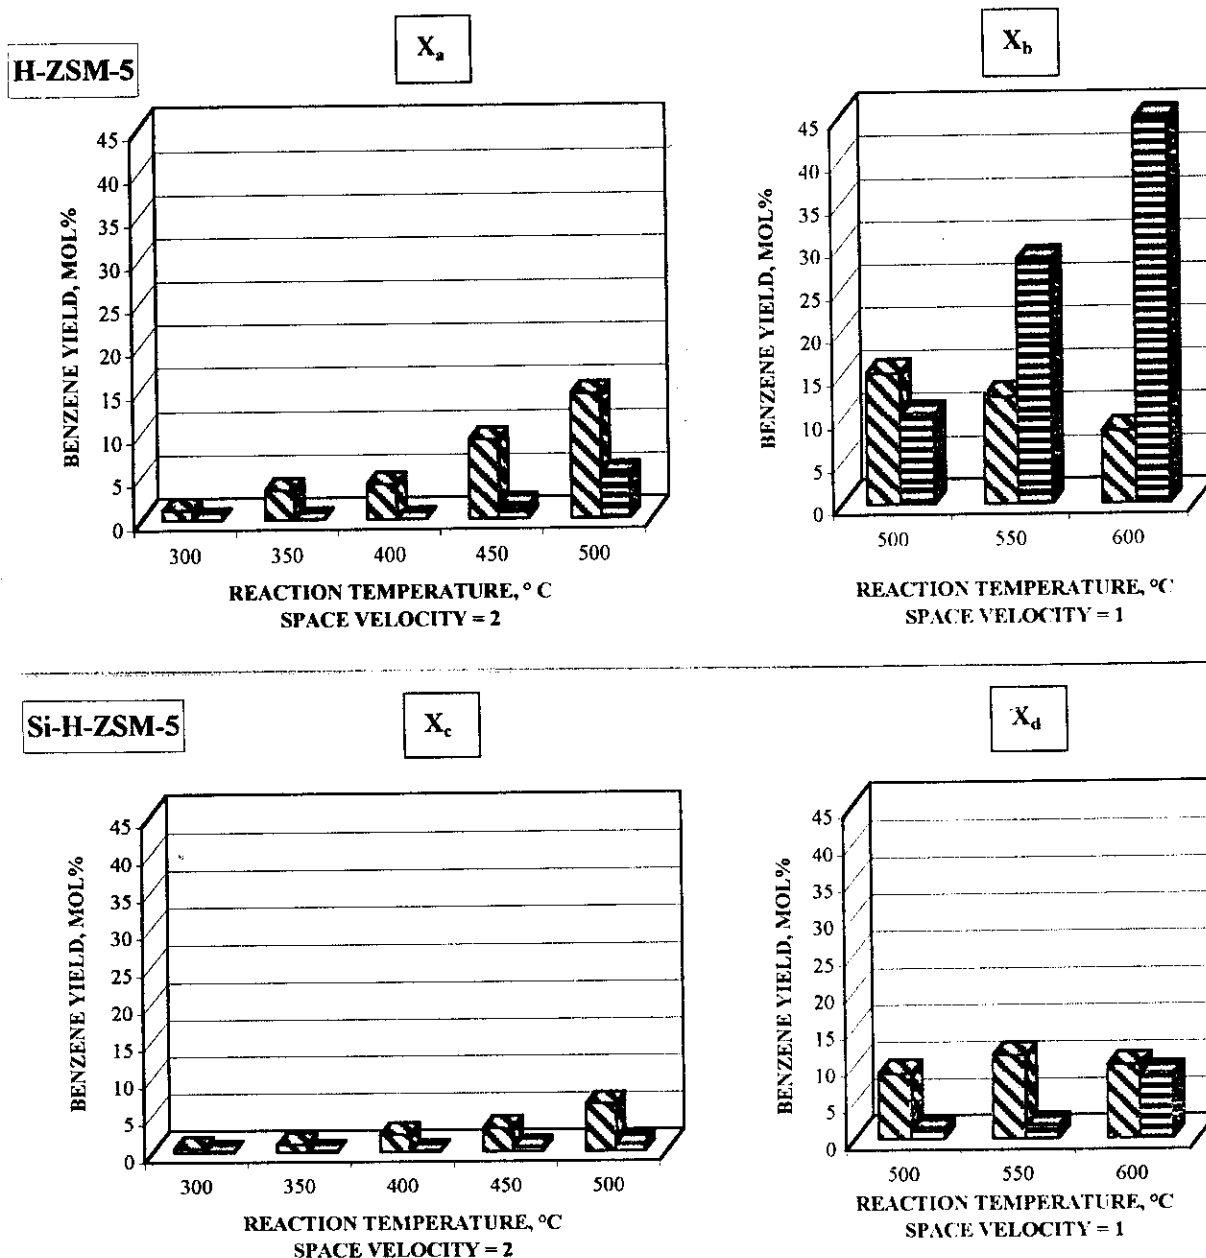 H-ZSM-5
X_a
45
40
35
30
25
20
15
10
5
0
BENZENE YIELD, MOL%
300 350 400 450 500
REACTION TEMPERATURE, ° C
SPACE VELOCITY = 2
X_b
45
40
35
30
25
20
15
10
5
0
BENZENE YIELD, MOL%
500 550 600
REACTION TEMPERATURE, °C
SPACE VELOCITY = 1
Si-H-ZSM-5
X_c
45
40
35
30
25
20
15
10
5
0
BENZENE YIELD, MOL%
300 350 400 450 500
REACTION TEMPERATURE, °C
SPACE VELOCITY = 2
X_d
45
40
35
30
25
20
15
10
5
0
BENZENE YIELD, MOL%
500 550 600
REACTION TEMPERATURE, °C
SPACE VELOCITY = 1